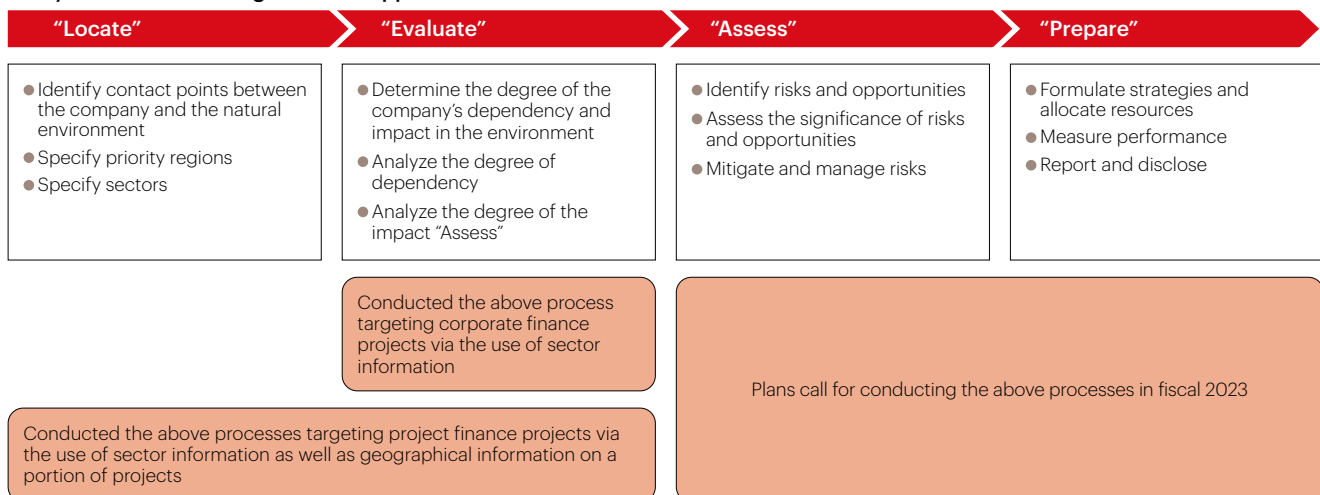 “Locate”
“Evaluate”
“Assess”
“Prepare”
● Identify contact points between
the company and the natural
environment
● Specify priority regions
● Specify sectors
● Determine the degree of the
company’s dependency and
impact in the environment
● Analyze the degree of
dependency
● Analyze the degree of the
impact “Assess”
● Identify risks and opportunities
● Assess the significance of risks
and opportunities
● Mitigate and manage risks
● Formulate strategies and
allocate resources
● Measure performance
● Report and disclose
Conducted the above process
targeting corporate finance
projects via the use of sector
information
Plans call for conducting the above processes in fiscal 2023
Conducted the above processes targeting project finance projects via
the use of sector information as well as geographical information on a
portion of projects